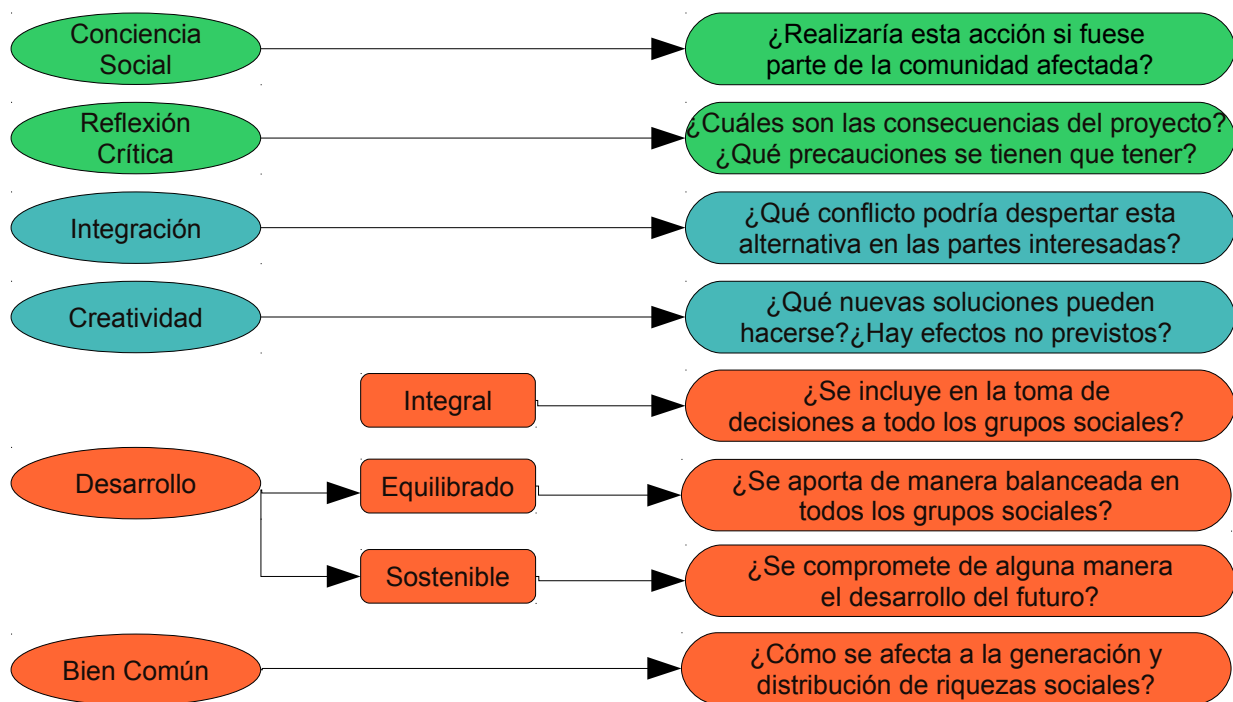 Conciencia
Social
¿Realizaría esta acción si fuese
parte de la comunidad afectada?
Reflexión
Crítica
¿Cuáles son las consecuencias del proyecto?
¿Qué precauciones se tienen que tener?
Integración
¿Qué conflicto podría despertar esta
alternativa en las partes interesadas?
Creatividad
¿Qué nuevas soluciones pueden
hacerse?¿Hay efectos no previstos?
Integral
¿Se incluye en la toma de
decisiones a todo los grupos sociales?
Desarrollo
Equilibrado
¿Se aporta de manera balanceada en
todos los grupos sociales?
Sostenible
¿Se compromete de alguna manera
el desarrollo del futuro?
Bien Común
¿Cómo se afecta a la generación y
distribución de riquezas sociales?